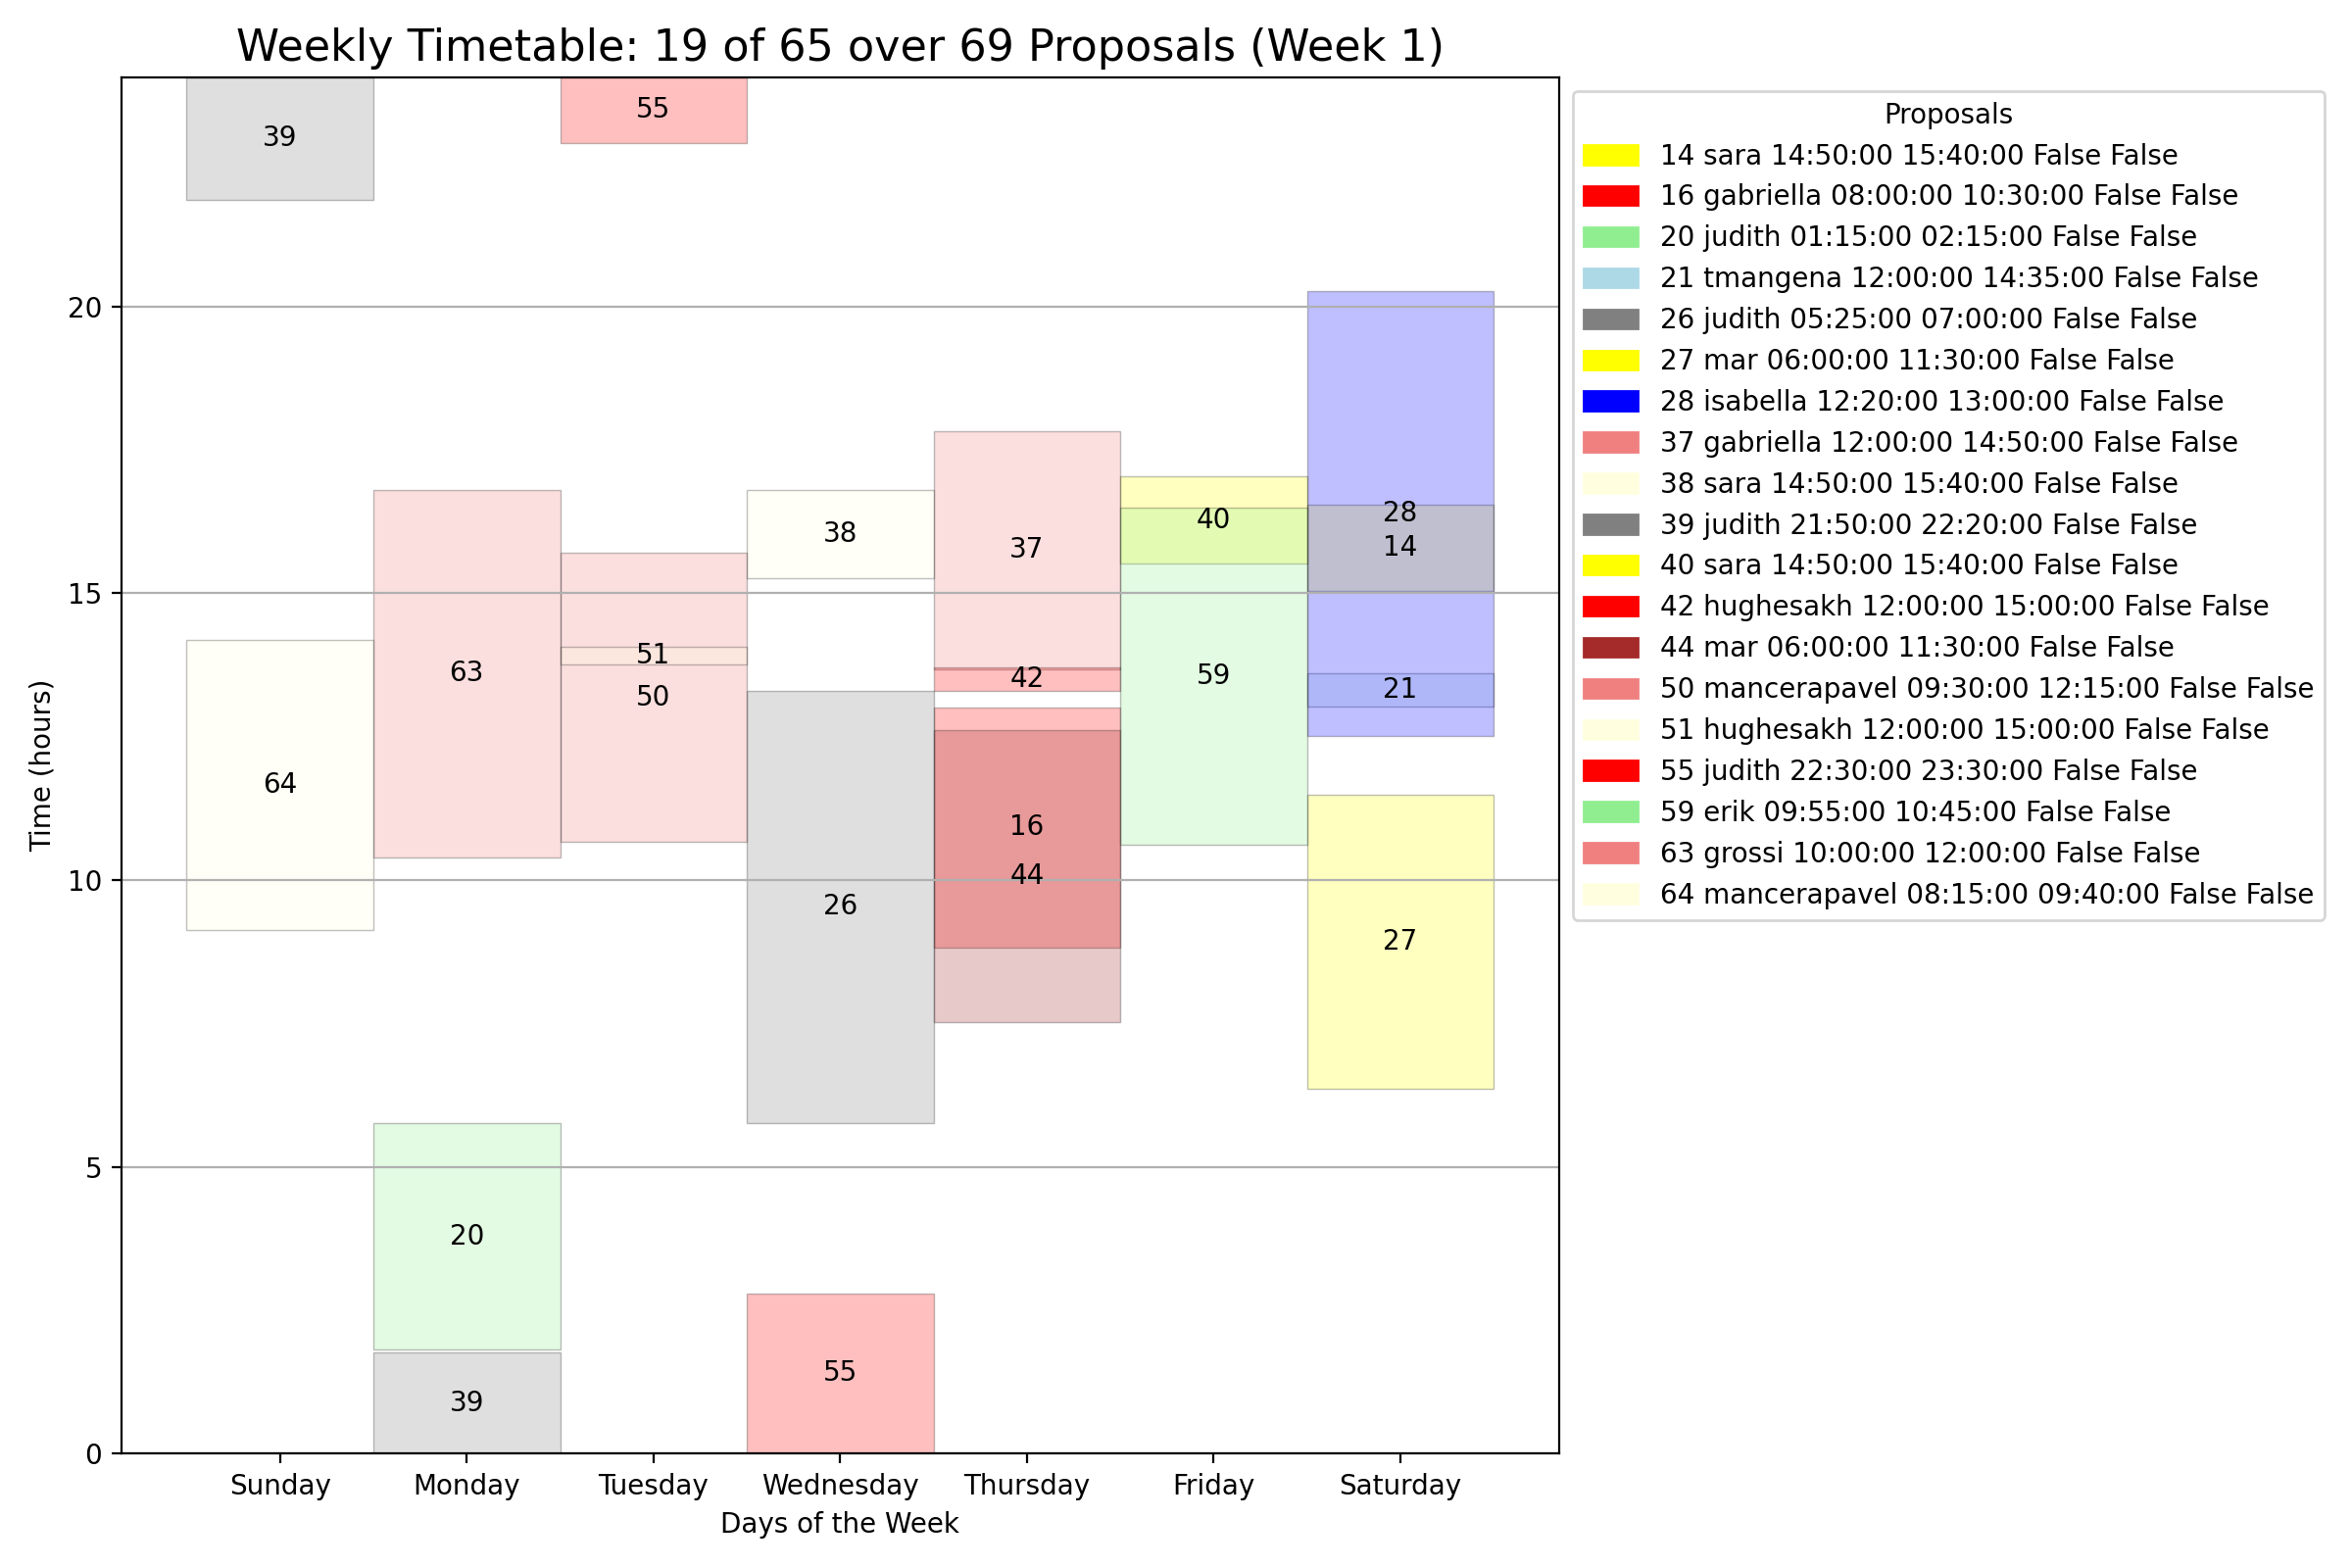 Weekly Timetable: 19 of 65 over 69 Proposals (Week 1)
39
55
20
28
40
14
38
37
15
51
63
42
59
21
50
64
16
44
10
26
27
5
20
55
39
0
Sunday
Monday
Tuesday
Wednesday
Thursday
Friday
Saturday
Days of the Week
Time (hours)
Proposals
14 sara 14:50:00 15:40:00 False False
16 gabriella 08:00:00 10:30:00 False False
20 judith 01:15:00 02:15:00 False False
21 tmangena 12:00:00 14:35:00 False False
26 judith 05:25:00 07:00:00 False False
27 mar 06:00:00 11:30:00 False False
28 isabella 12:20:00 13:00:00 False False
37 gabriella 12:00:00 14:50:00 False False
38 sara 14:50:00 15:40:00 False False
39 judith 21:50:00 22:20:00 False False
40 sara 14:50:00 15:40:00 False False
42 hughesakh 12:00:00 15:00:00 False False
44 mar 06:00:00 11:30:00 False False
50 mancerapavel 09:30:00 12:15:00 False False
51 hughesakh 12:00:00 15:00:00 False False
55 judith 22:30:00 23:30:00 False False
59 erik 09:55:00 10:45:00 False False
63 grossi 10:00:00 12:00:00 False False
64 mancerapavel 08:15:00 09:40:00 False False